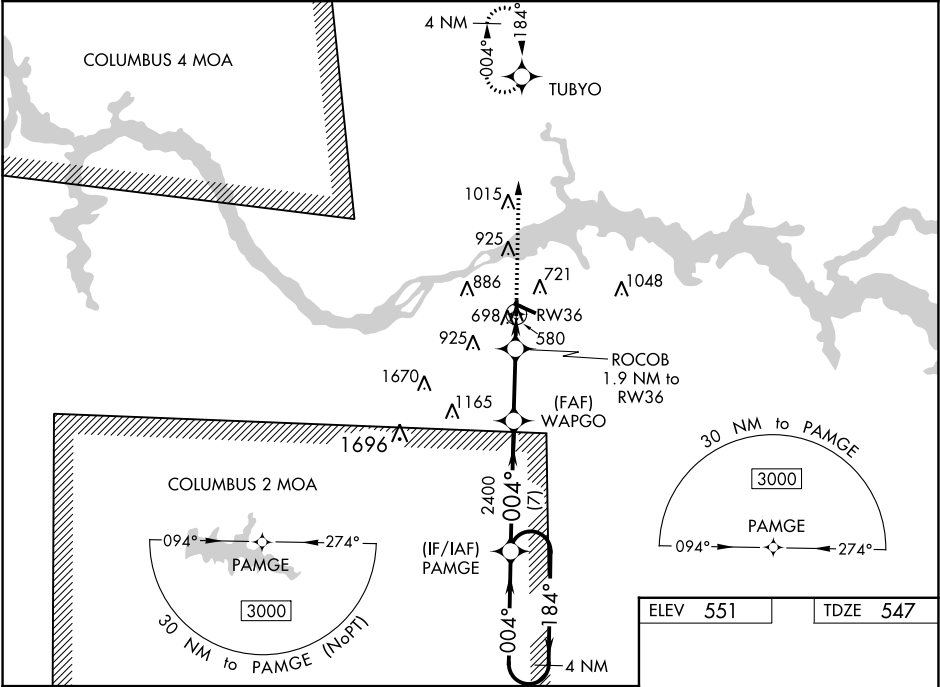 4 NM
184°
004°
TUBYO
COLUMBUS 4 MOA
1015
925
886
721
1048
698
RW36
580
925
ROCOB
1.9 NM to
RW36
1670
1165
(FAF)
WAPGO
1696
COLUMBUS 2 MOA
2400
004°
(7)
30 NM to PAMGE
3000
PAMGE
094°
274°
094°
274°
PAMGE
3000
30 NM to PAMGE (NoPT)
(IF/IAF)
PAMGE
004°
184°
4 NM
ELEV 551
TDZE 547